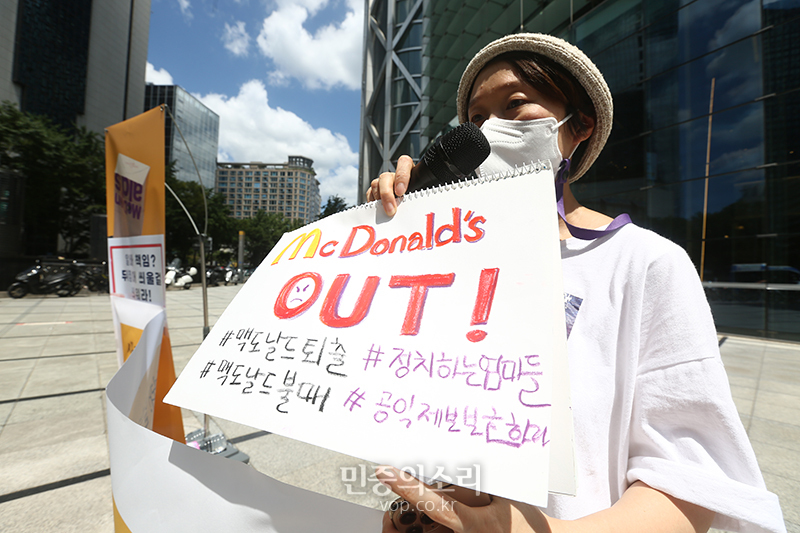 McDonald's
OUT!
#맥도날드퇴출 #정치하는엄마들
#맥도날드불매 #공익제보보호하라
민중의소리
vop.co.kr